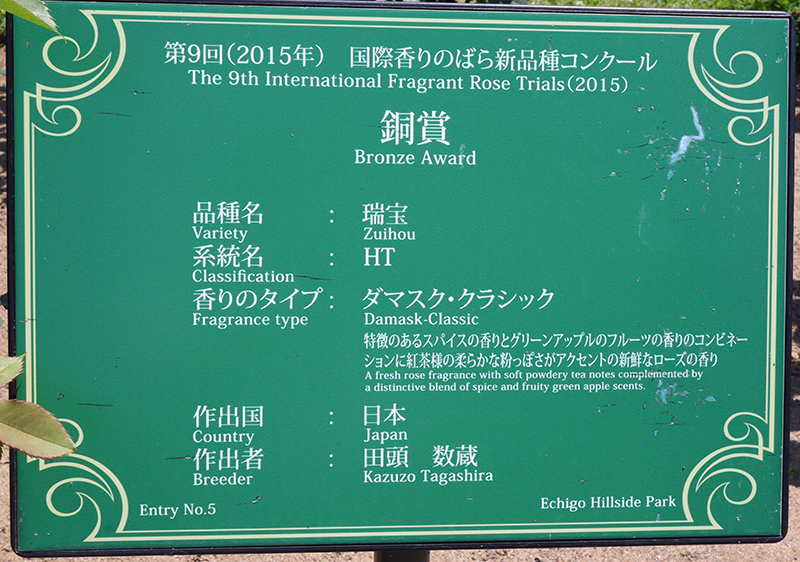 第9回(2015年) 国際香りのばら新品種コンクール
The 9th International Fragrant Rose Trials(2015)
銅賞
Bronze Award
品種名 : 瑞宝
Variety Zuihou
系統名 : HT
Classification
香りのタイプ : ダマスク・クラシック
Fragrance type Damask-Classic
特徴のあるスパイスの香りとグリーンアップルのフルーツの香りのコンビネー
ションに紅茶様の柔らかな粉っぽさがアクセントの新鮮なローズの香り
A fresh rose fragrance with soft powdery tea notes complemented by
a distinctive blend of spice and fruity green apple scents.
作出国 : 日本
Country Japan
作出者 : 田頭 数蔵
Breeder Kazuzo Tagashira
Entry No.5 Echigo Hillside Park